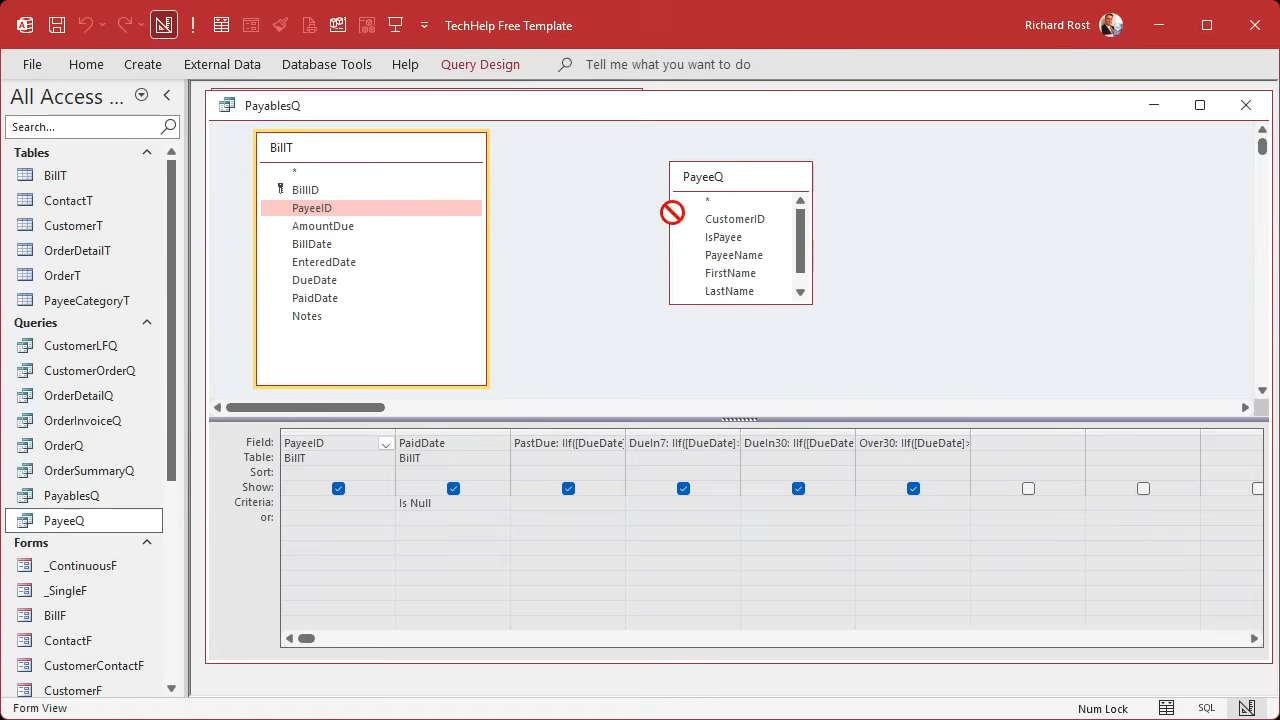 TechHelp Free Template
Richard Rost
File Home Create External Data Database Tools Help Query Design Tell me what you want to do
All Access ...
Search...
Tables
BillT
ContactT
CustomerT
OrderDetailT
OrderT
PayeeCategoryT
Queries
CustomerLFQ
CustomerOrderQ
OrderDetailQ
OrderInvoiceQ
OrderQ
OrderSummaryQ
PayablesQ
PayeeQ
Forms
_ContinuousF
_SingleF
BillF
ContactF
CustomerContactF
CustomerF
PayablesQ
BillT
*
BillID
PayeeID
AmountDue
BillDate
EnteredDate
DueDate
PaidDate
Notes
PayeeQ
*
CustomerID
IsPayee
PayeeName
FirstName
LastName
Field: PayeeID PaidDate PastDue: IIf([DueDate] DueIn7: IIf([DueDate]> DueIn30: IIf([DueDate Over30: IIf([DueDate]>
Table: BillT BillT
Sort:
Show:
Criteria: Is Null
or:
Form View
Num Lock SQL